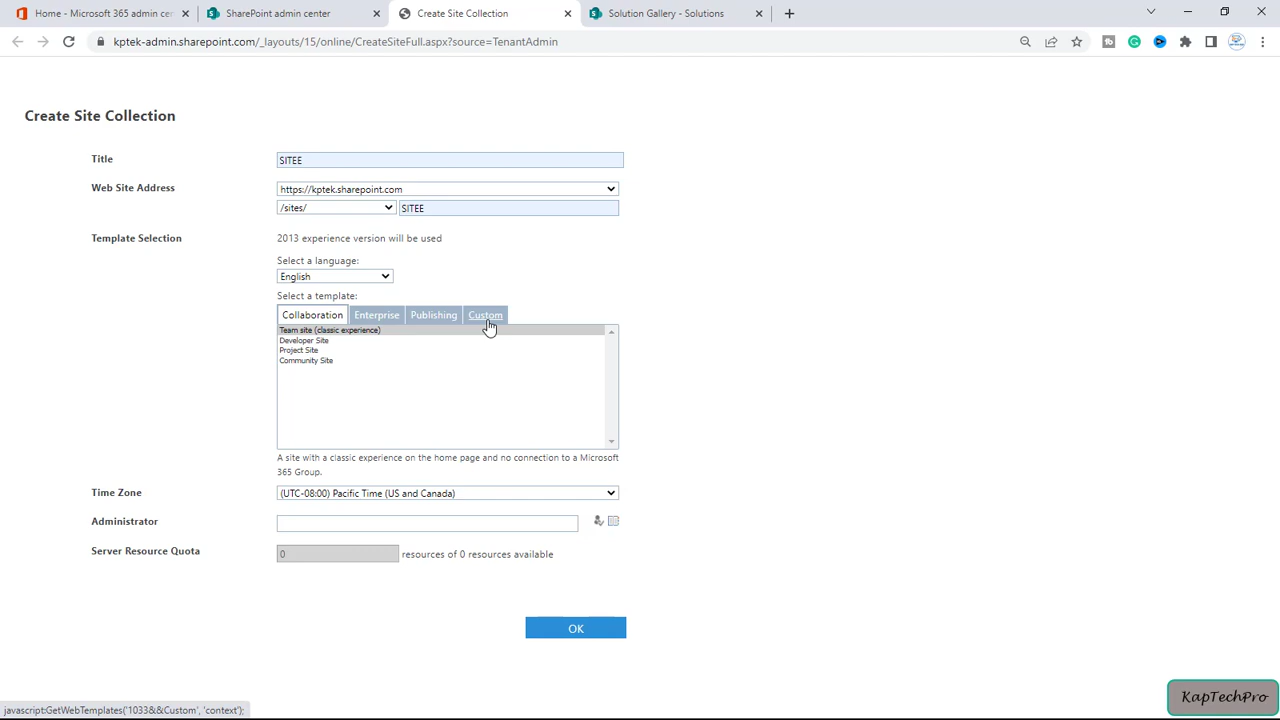 Home - Microsoft 365 admin cen
SharePoint admin center
Create Site Collection
Solution Gallery - Solutions
kptek-admin.sharepoint.com/_layouts/15/online/CreateSiteFull.aspx?source=TenantAdmin
Create Site Collection
Title
SITEE
Web Site Address
https://kptek.sharepoint.com
/sites/
SITEE
Template Selection
2013 experience version will be used
Select a language:
English
Select a template:
Collaboration
Enterprise
Publishing
Custom
Team site (classic experience)
Developer Site
Project Site
Community Site
A site with a classic experience on the home page and no connection to a Microsoft
365 Group.
Time Zone
(UTC-08:00) Pacific Time (US and Canada)
Administrator
Server Resource Quota
0
resources of 0 resources available
OK
javascript:GetWebTemplates('1033&&Custom', 'context');
KapTechPro